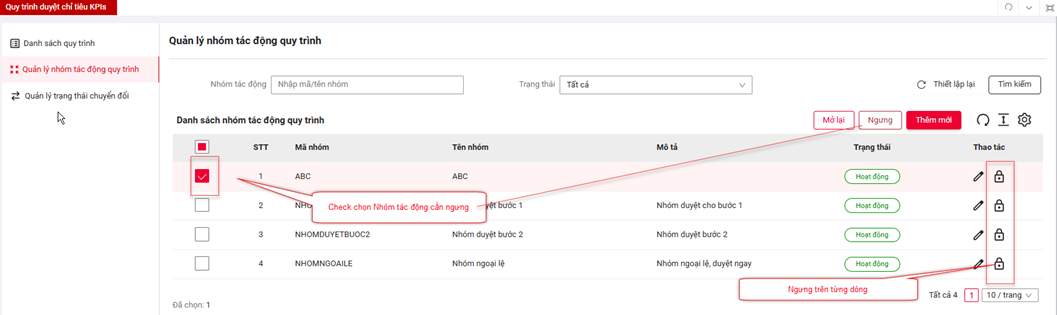 Quy trình duyệt chỉ tiêu KPIs
Danh sách quy trình
Quản lý nhóm tác động quy trình
Quản lý trạng thái chuyển đổi
Quản lý nhóm tác động quy trình
Nhóm tác động Nhập mã/tên nhóm Trạng thái Tất cả Thiết lập lại Tìm kiếm
Danh sách nhóm tác động quy trình Mở lại Ngưng Thêm mới
STT Mã nhóm Tên nhóm Mô tả Trạng thái Thao tác
1 ABC ABC Hoạt động
Check chọn Nhóm tác động cần ngưng
2 duyệt bước 1 Nhóm duyệt cho bước 1 Hoạt động
3 NHOMDUYETBUOC2 Nhóm duyệt bước 2 Nhóm duyệt bước 2 Hoạt động
4 NHOMNGOAILE Nhóm ngoại lệ Nhóm ngoại lệ, duyệt ngay Hoạt động
Ngưng trên từng dòng
Đã chọn: 1 Tất cả 4 1 10 / trang